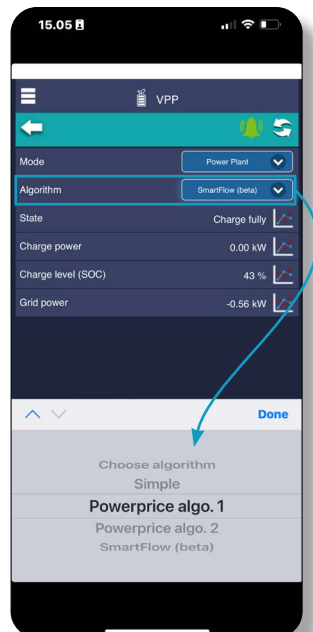 15.05
VPP
Mode Power Plant
Algorithm SmartFlow (beta)
State Charge fully
Charge power 0.00 kW
Charge level (SOC) 43 %
Grid power -0.56 kW
Done
Choose algorithm
Simple
Powerprice algo. 1
Powerprice algo. 2
SmartFlow (beta)